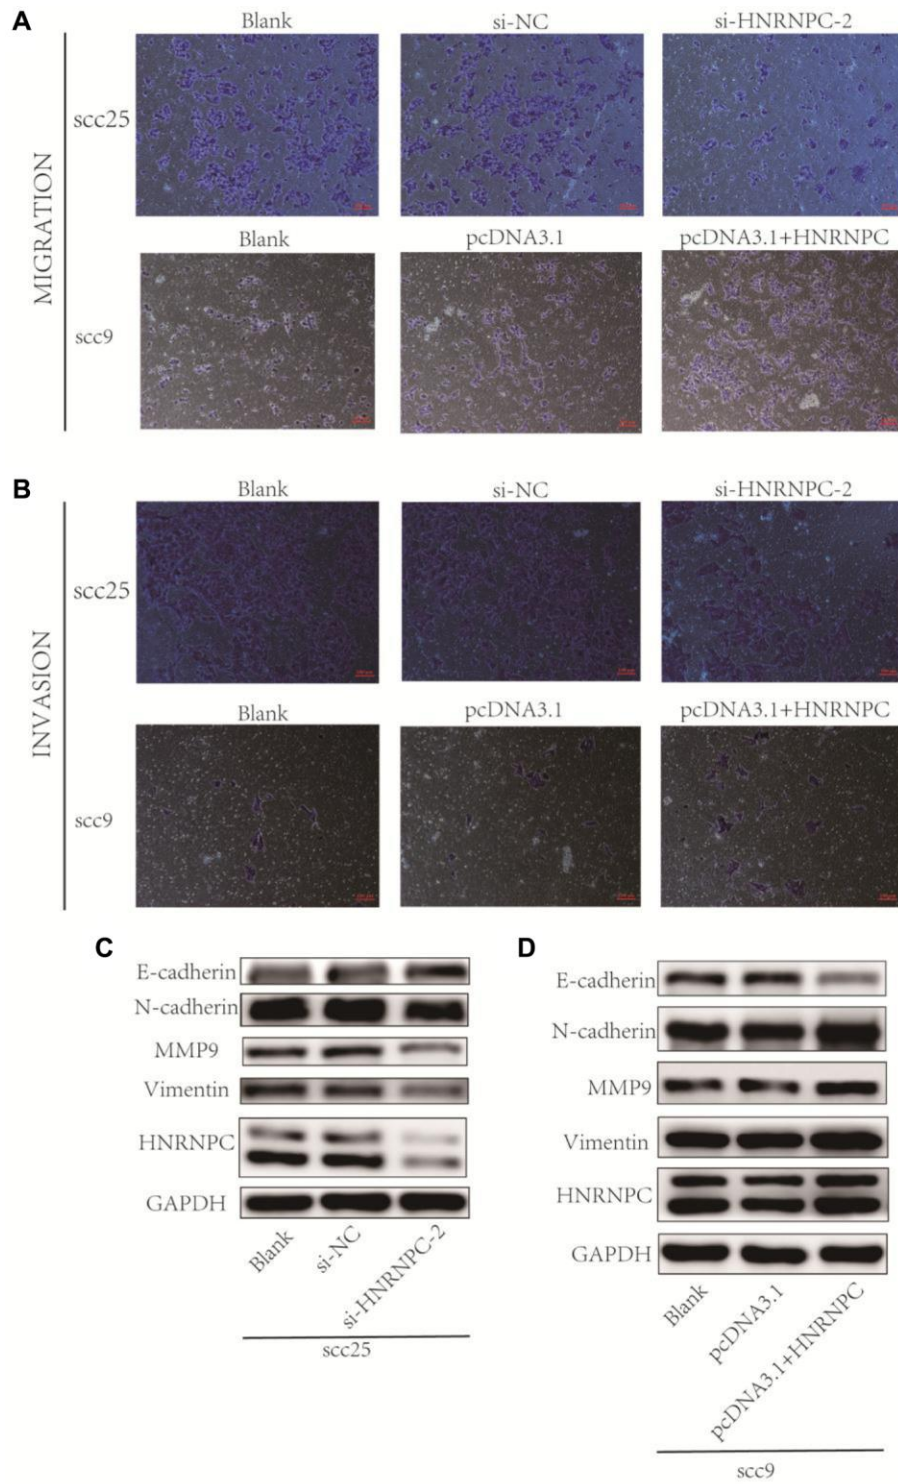 A
Blank
si-NC
si-HNRNPC-2
MIGRATION
scc25
Blank
pcDNA3.1
pcDNA3.1+HNRNPC
scc9
B
Blank
si-NC
si-HNRNPC-2
INVASION
scc25
Blank
pcDNA3.1
pcDNA3.1+HNRNPC
scc9
C
E-cadherin
N-cadherin
MMP9
Vimentin
HNRNPC
GAPDH
Blank
si-NC
si-HNRNPC-2
scc25
D
E-cadherin
N-cadherin
MMP9
Vimentin
HNRNPC
GAPDH
Blank
pcDNA3.1
pcDNA3.1+HNRNPC
scc9